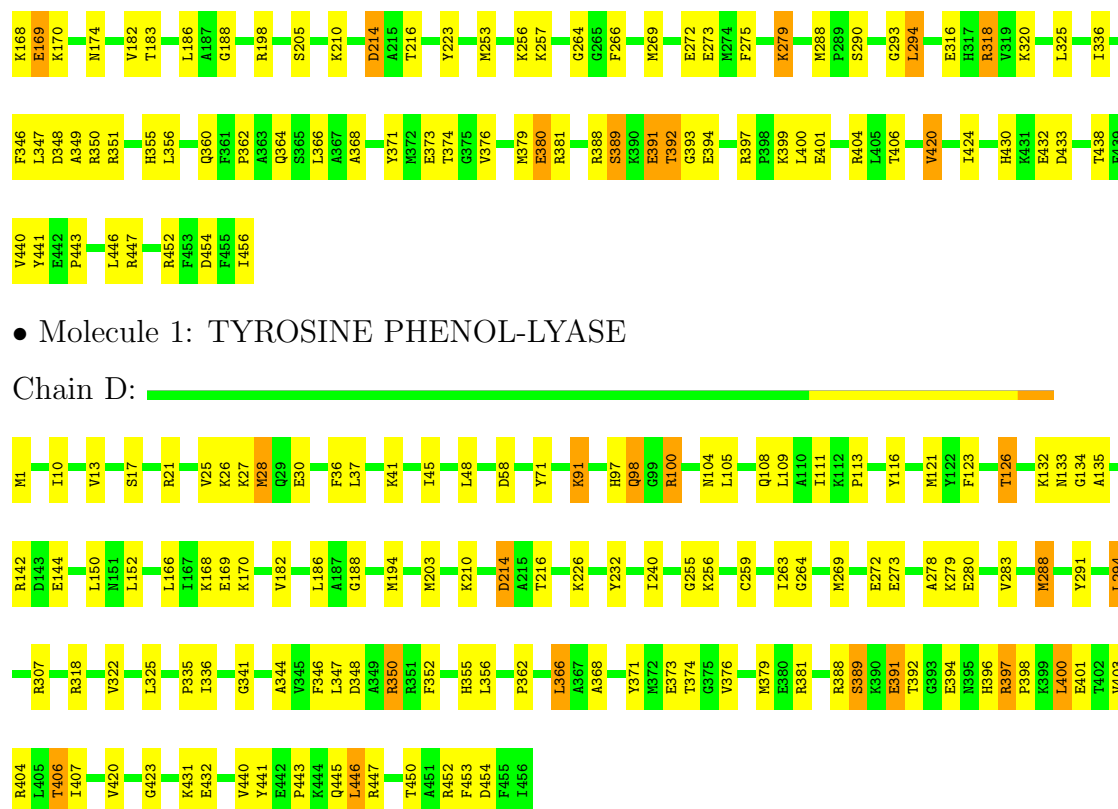 K168 E169 K170 N174 V182 T183 L186 A187 G188 R198 S205 K210 D214 A215 T216 Y223 M253 K256 K257 G264 G265 F266 M269 E272 E273 M274 F275 K279 M288 P289 S290 G293 L294 E316 H317 R318 V319 K320 L325 I336
F346 L347 D348 A349 R350 R351 H355 L356 Q360 F361 P362 A363 Q364 S365 L366 A367 A368 Y371 M372 E373 T374 G375 V376 M379 E380 R381 R388 S389 K390 E391 T392 G393 E394 R397 P398 K399 L400 E401 R404 L405 T406 V420 I424 H430 K431 E432 D433 T438
V440 Y441 E442 P443 L446 R447 R452 F453 D454 F455 I456
• Molecule 1: TYROSINE PHENOL-LYASE
Chain D:
M1 I10 V13 S17 R21 V25 K26 K27 M28 Q29 E30 F36 L37 K41 I45 L48 D58 Y71 K91 H97 Q98 G99 R100 N104 L105 Q108 L109 A110 I111 K112 P113 Y116 M121 Y122 F123 T126 K132 N133 G134 A135
R142 D143 E144 L150 N151 L152 L166 I167 K168 E169 K170 V182 L186 A187 G188 M194 M203 K210 D214 A215 T216 K226 Y232 I240 G255 K256 C259 I263 G264 M269 E272 E273 A278 K279 E280 V283 M288 Y291 L294
R307 R318 V322 L325 P335 I336 G341 A344 V345 F346 L347 D348 A349 R350 R351 F352 H355 L356 P362 L366 A367 A368 Y371 M372 E373 T374 G375 V376 M379 E380 R381 R388 S389 K390 E391 T392 G393 E394 N395 H396 R397 P398 K399 L400 E401 T402 V403
R404 L405 T406 I407 V420 G423 K431 E432 V440 Y441 E442 P443 K444 Q445 L446 R447 T450 A451 R452 F453 D454 F455 I456